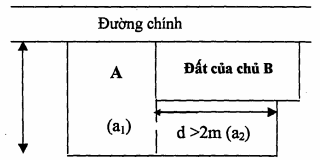 Đường chính
A
Đất của chủ B
(a₁)
d >2m (a₂)